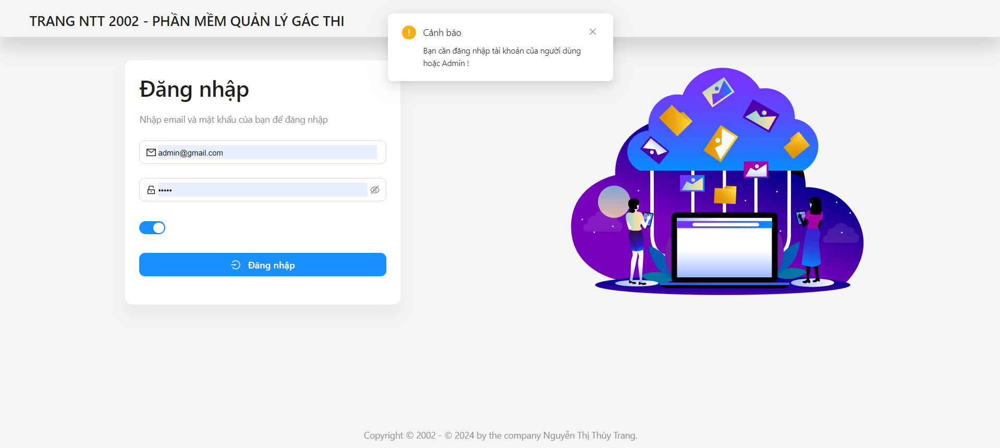 TRANG NTT 2002 - PHẦN MỀM QUẢN LÝ GÁC THI
Cảnh báo
Bạn cần đăng nhập tài khoản của người dùng
hoặc Admin !
Đăng nhập
Nhập email và mật khẩu của bạn để đăng nhập
admin@gmail.com
•••••
Đăng nhập
Copyright © 2002 - © 2024 by the company Nguyễn Thị Thùy Trang.